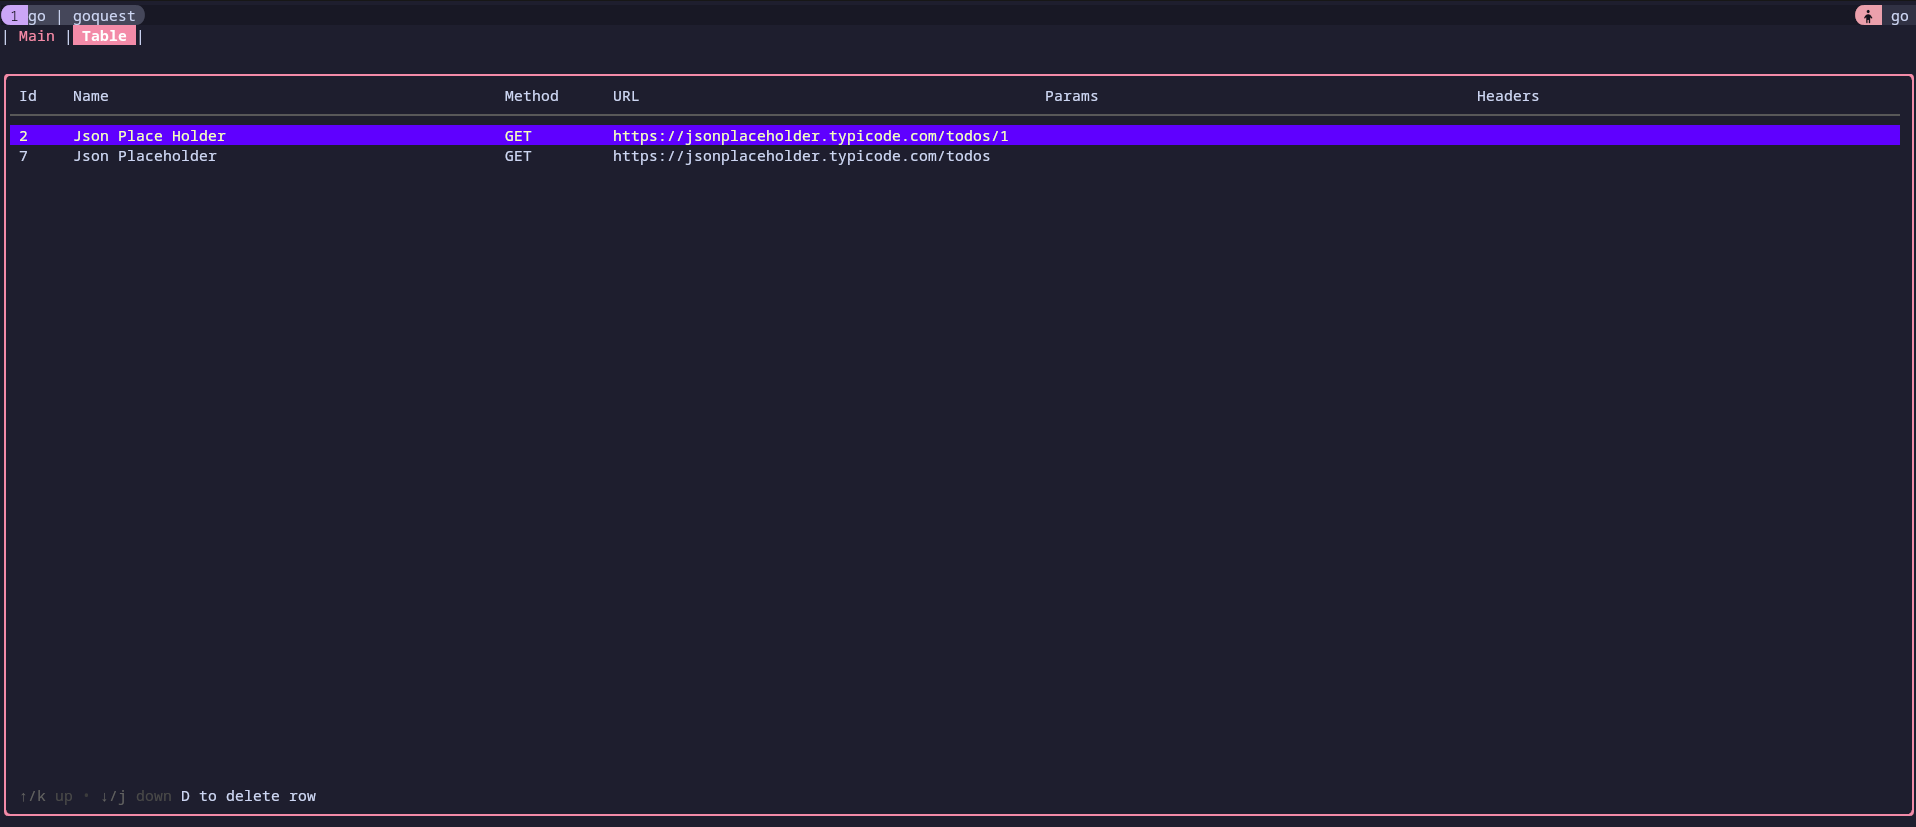 1 go | goquest go
| Main | Table |
Id Name Method URL Params Headers
2 Json Place Holder GET https://jsonplaceholder.typicode.com/todos/1
7 Json Placeholder GET https://jsonplaceholder.typicode.com/todos
↑/k up • ↓/j down D to delete row